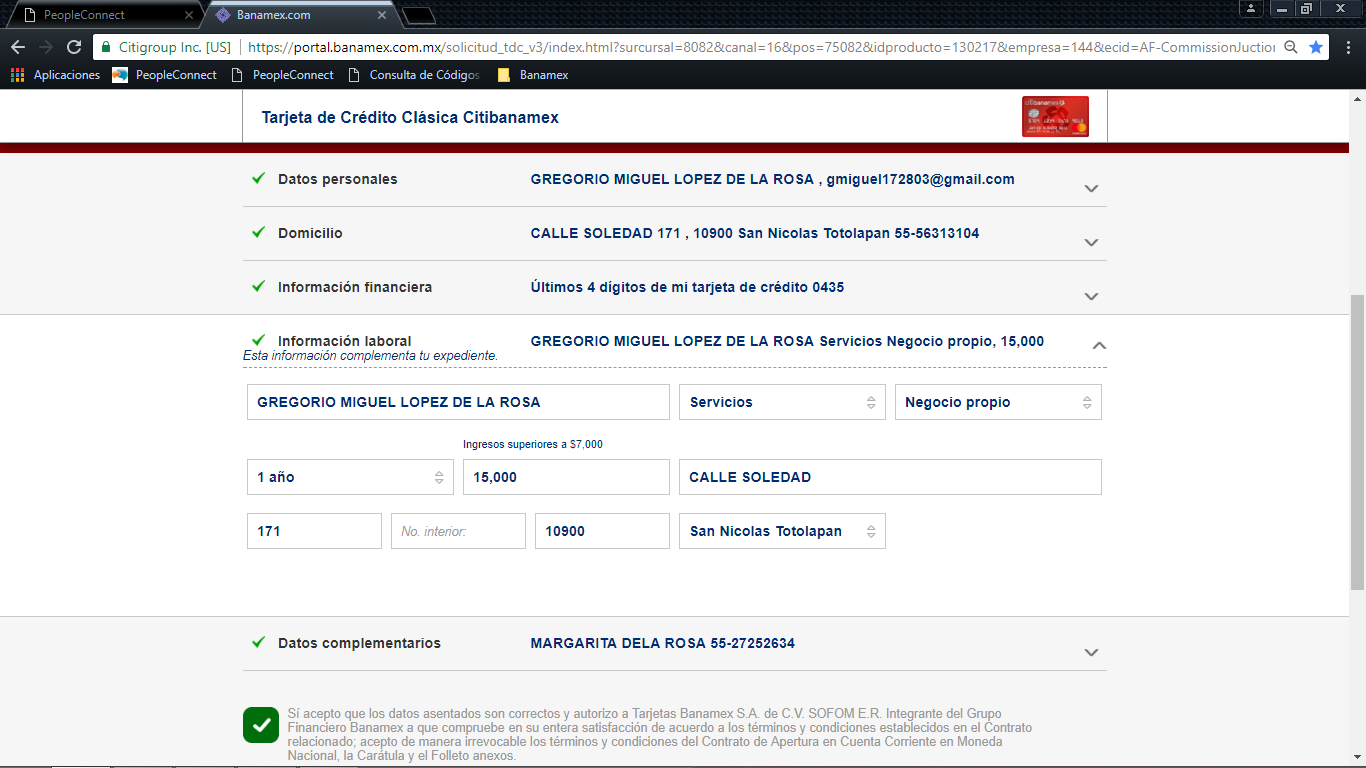 PeopleConnect
Banamex.com
Citigroup Inc. [US]
https://portal.banamex.com.mx/solicitud_tdc_v3/index.html?surcursal=8082&canal=16&pos=75082&idproducto=130217&empresa=144&ecid=AF-CommissionJuction
Aplicaciones
PeopleConnect
PeopleConnect
Consulta de Códigos
Banamex
Tarjeta de Crédito Clásica Citibanamex
Datos personales
GREGORIO MIGUEL LOPEZ DE LA ROSA , gmiguel172803@gmail.com
Domicilio
CALLE SOLEDAD 171 , 10900 San Nicolas Totolapan 55-56313104
Información financiera
Últimos 4 dígitos de mi tarjeta de crédito 0435
Información laboral
GREGORIO MIGUEL LOPEZ DE LA ROSA Servicios Negocio propio, 15,000
Esta información complementa tu expediente.
GREGORIO MIGUEL LOPEZ DE LA ROSA
Servicios
Negocio propio
Ingresos superiores a $7,000
1 año
15,000
CALLE SOLEDAD
171
No. interior:
10900
San Nicolas Totolapan
Datos complementarios
MARGARITA DELA ROSA 55-27252634
Sí acepto que los datos asentados son correctos y autorizo a Tarjetas Banamex S.A. de C.V. SOFOM E.R. Integrante del Grupo
Financiero Banamex a que compruebe en su entera satisfacción de acuerdo a los términos y condiciones establecidos en el Contrato
relacionado; acepto de manera irrevocable los términos y condiciones del Contrato de Apertura en Cuenta Corriente en Moneda
Nacional, la Carátula y el Folleto anexos.